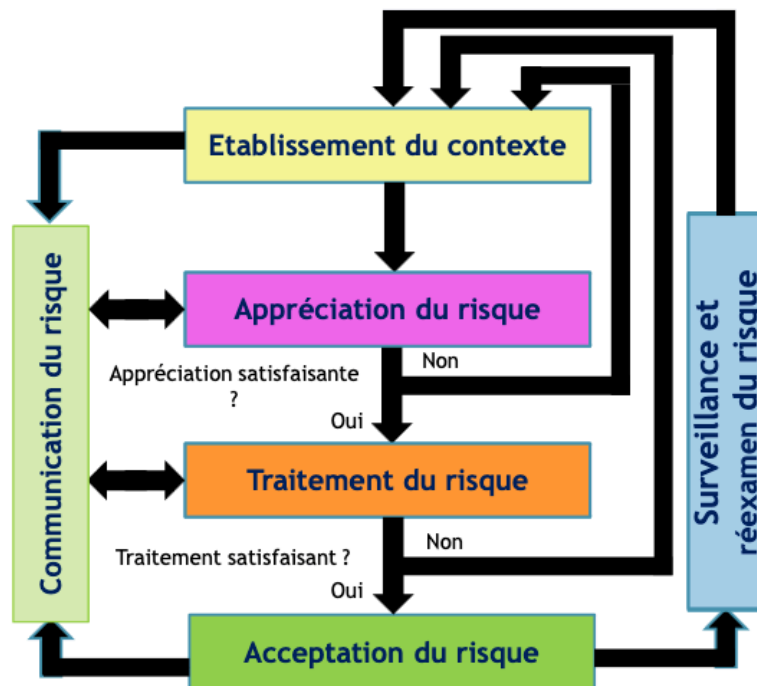 Etablissement du contexte
Communication du risque
Appréciation du risque
Appréciation satisfaisante
?
Non
Oui
Traitement du risque
Traitement satisfaisant ?
Non
Oui
Acceptation du risque
Surveillance et
réexamen du risque